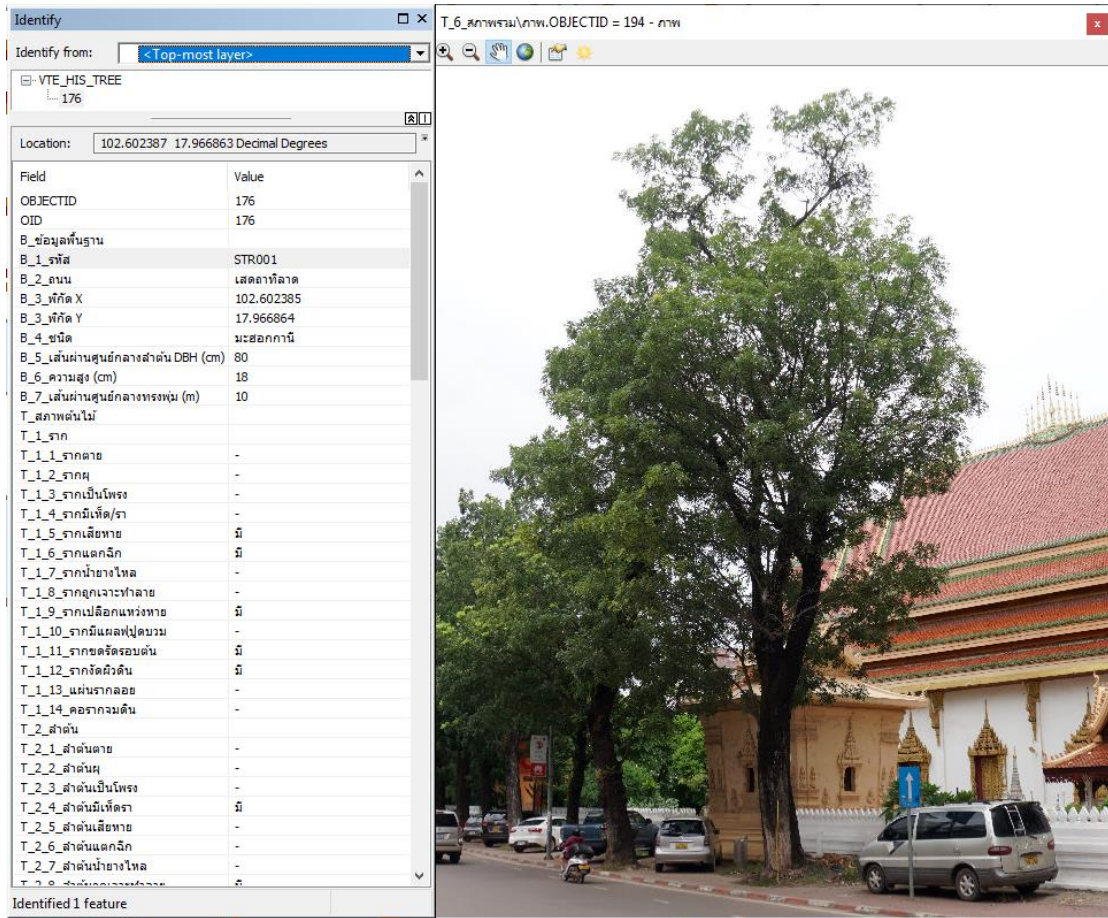 Identify
Identify from:
<Top-most layer>
VTE_HIS_TREE
176
Location:
102.602387 17.966863 Decimal Degrees
Field Value
OBJECTID 176
OID 176
B_ข้อมูลพื้นฐาน
B_1_รหัส STR001
B_2_ถนน เสดถาทิลาด
B_3_พิกัด X 102.602385
B_3_พิกัด Y 17.966864
B_4_ชนิด มะฮอกกานี
B_5_เส้นผ่านศูนย์กลางลำต้น DBH (cm) 80
B_6_ความสูง (cm) 18
B_7_เส้นผ่านศูนย์กลางทรงพุ่ม (m) 10
T_สภาพต้นไม้
T_1_ราก
T_1_1_รากตาย -
T_1_2_รากผุ -
T_1_3_รากเป็นโพรง -
T_1_4_รากมีเห็ด/รา -
T_1_5_รากเสียหาย มี
T_1_6_รากแตกฉีก มี
T_1_7_รากน้ำยางไหล -
T_1_8_รากถูกเจาะทำลาย -
T_1_9_รากเปลือกแหว่งหาย มี
T_1_10_รากมีแผลฟูปูดบวม -
T_1_11_รากขดรัดรอบต้น มี
T_1_12_รากงัดผิวดิน มี
T_1_13_แผ่นรากลอย -
T_1_14_คอรากจมดิน -
T_2_ลำต้น
T_2_1_ลำต้นตาย -
T_2_2_ลำต้นผุ -
T_2_3_ลำต้นเป็นโพรง -
T_2_4_ลำต้นมีเห็ดรา มี
T_2_5_ลำต้นเสียหาย -
T_2_6_ลำต้นแตกฉีก -
T_2_7_ลำต้นน้ำยางไหล -
Identified 1 feature
T_6_สภาพรวม\ภาพ.OBJECTID = 194 - ภาพ